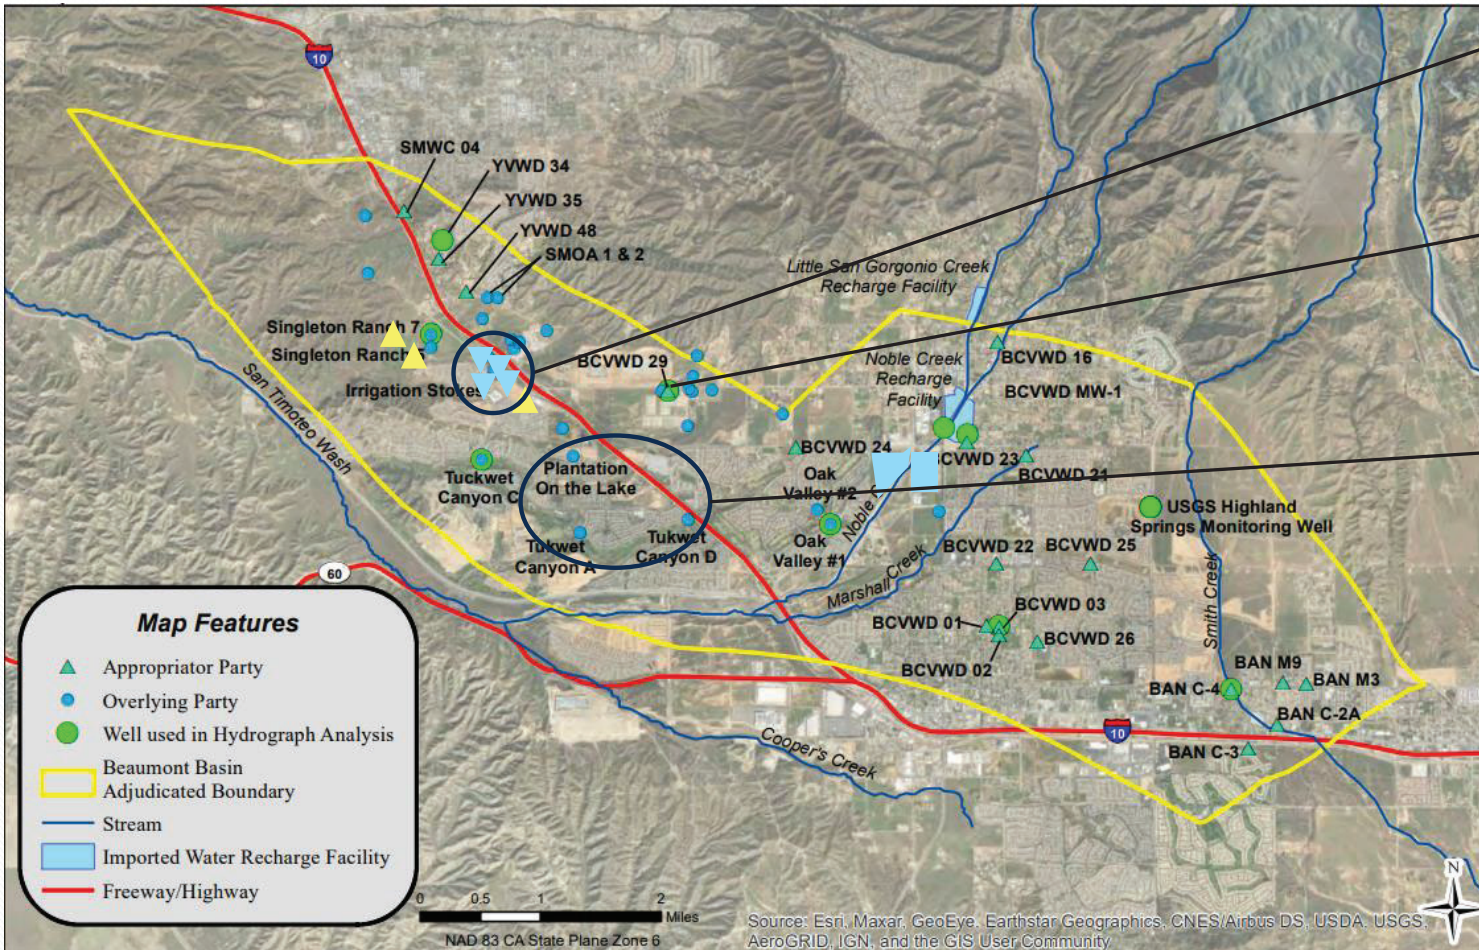 10
SMWC 04
YVWD 34
YVWD 35
YVWD 48
SMOA 1 & 2
Little San Gorgonio Creek
Recharge Facility
Singleton Ranch 7
Singleton Ranch
Irrigation Stokes
BCVWD 29
Noble Creek
Recharge
Facility
BCVWD 16
BCVWD MW-1
San Timoteo Wash
BCVWD 24
BCVWD 23
BCVWD 21
Tuckwet
Canyon C
Plantation
On the Lake
Oak
Valley #2
Noble
USGS Highland
Springs Monitoring Well
Tukwet
Canyon A
Tukwet
Canyon D
Oak
Valley #1
BCVWD 22
BCVWD 25
Marshall Creek
60
BCVWD 03
BCVWD 01
BCVWD 26
BCVWD 02
Smith Creek
BAN M9
BAN C-4
BAN M3
BAN C-2A
10
BAN C-3
Cooper's Creek
Map Features
Appropriator Party
Overlying Party
Well used in Hydrograph Analysis
Beaumont Basin
Adjudicated Boundary
Stream
Imported Water Recharge Facility
Freeway/Highway
0 0.5 1 2
Miles
NAD 83 CA State Plane Zone 6
N
Source: Esri, Maxar, GeoEye, Earthstar Geographics, CNES/Airbus DS, USDA, USGS,
AeroGRID, IGN, and the GIS User Community